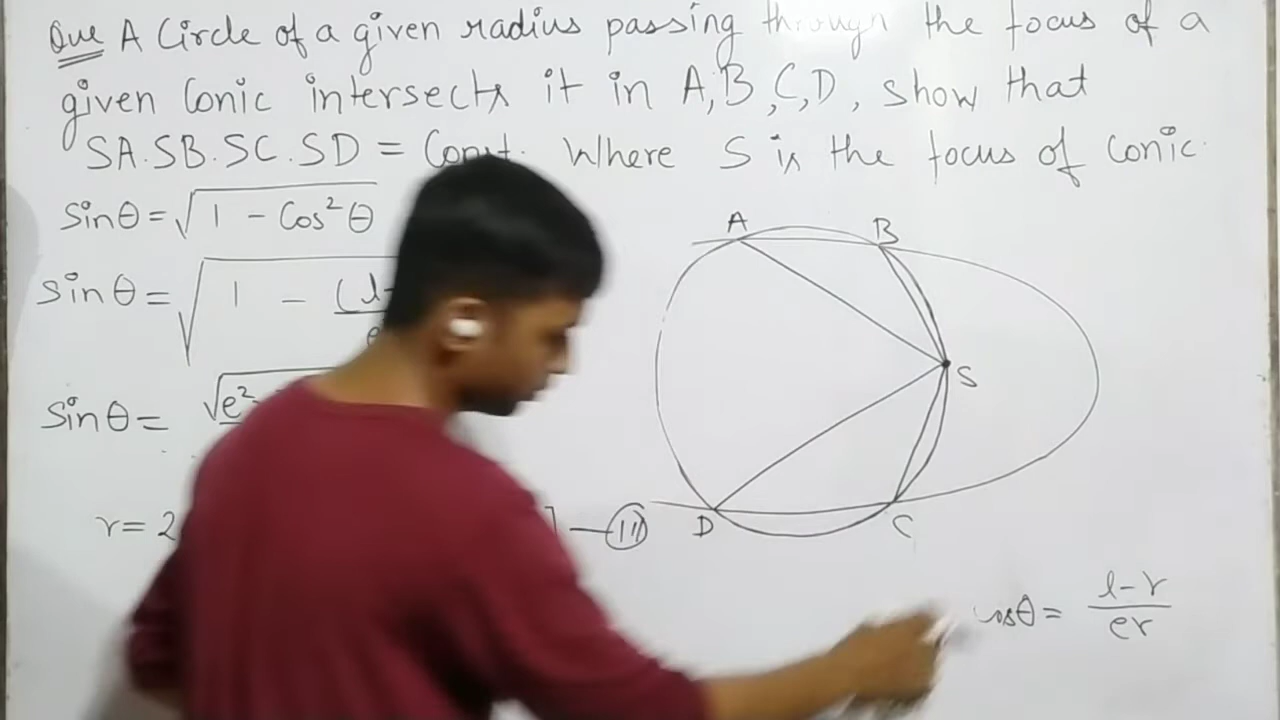 Que A Circle of a given radius passing through the focus of a
given Conic intersects it in A,B,C,D, show that
SA.SB.SC.SD = Const. Where S is the focus of Conic.
sinθ = √1 - Cos²θ
sinθ = √1 - (l-
sinθ = √e²
r = 2
] — (11)
A
B
S
D
C
cosθ = l-r/er